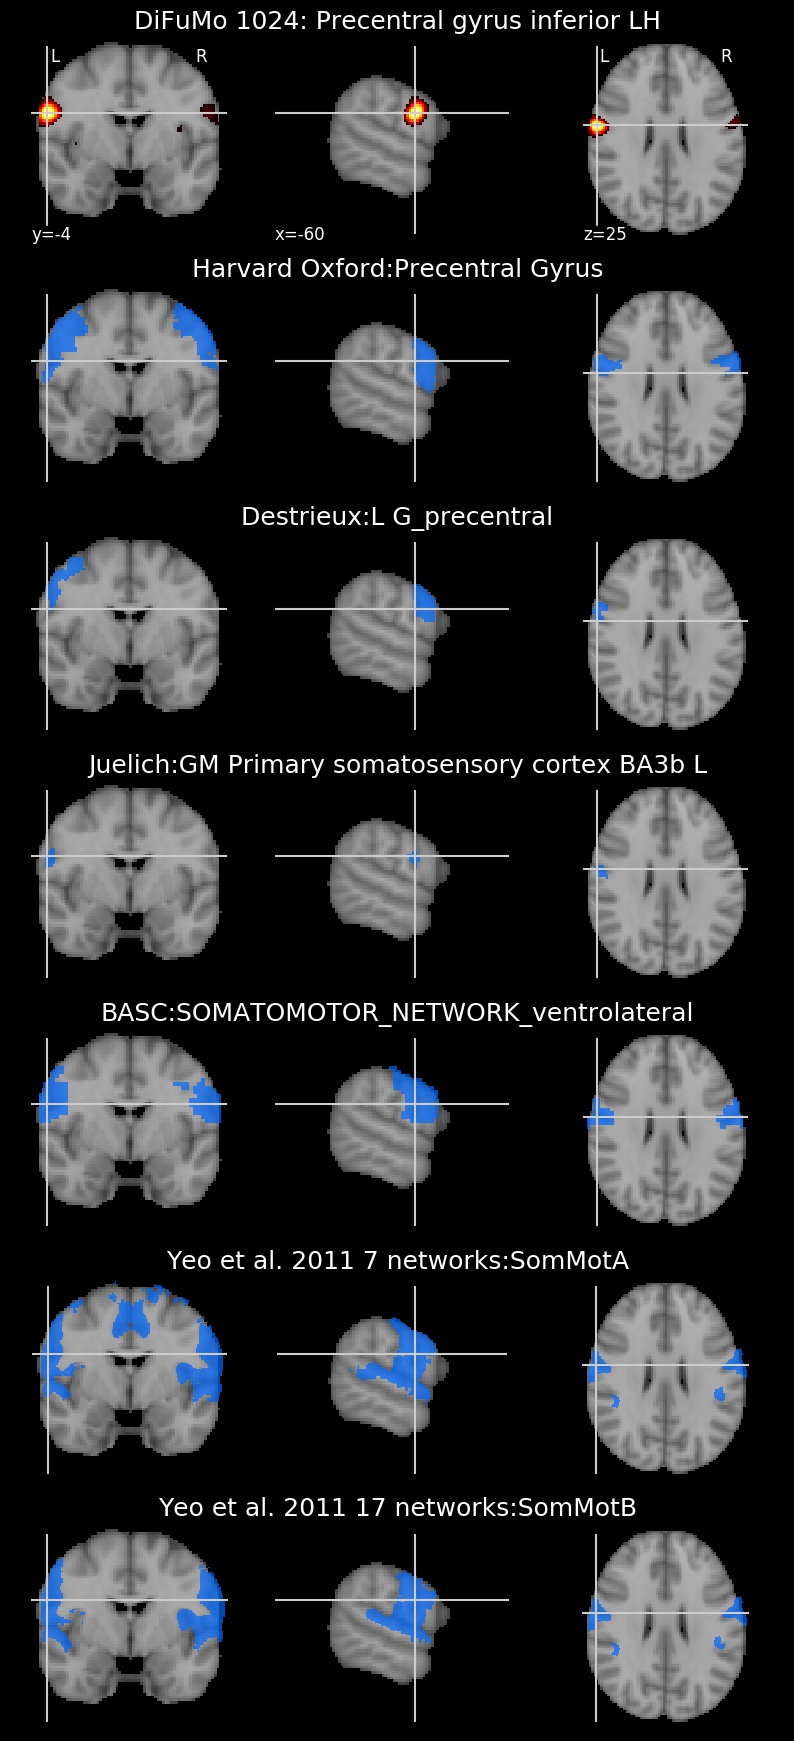 DiFuMo 1024: Precentral gyrus inferior LH
L R L R
y=-4 x=-60 z=25
Harvard Oxford:Precentral Gyrus
Destrieux:L G_precentral
Juelich:GM Primary somatosensory cortex BA3b L
BASC:SOMATOMOTOR_NETWORK_ventrolateral
Yeo et al. 2011 7 networks:SomMotA
Yeo et al. 2011 17 networks:SomMotB